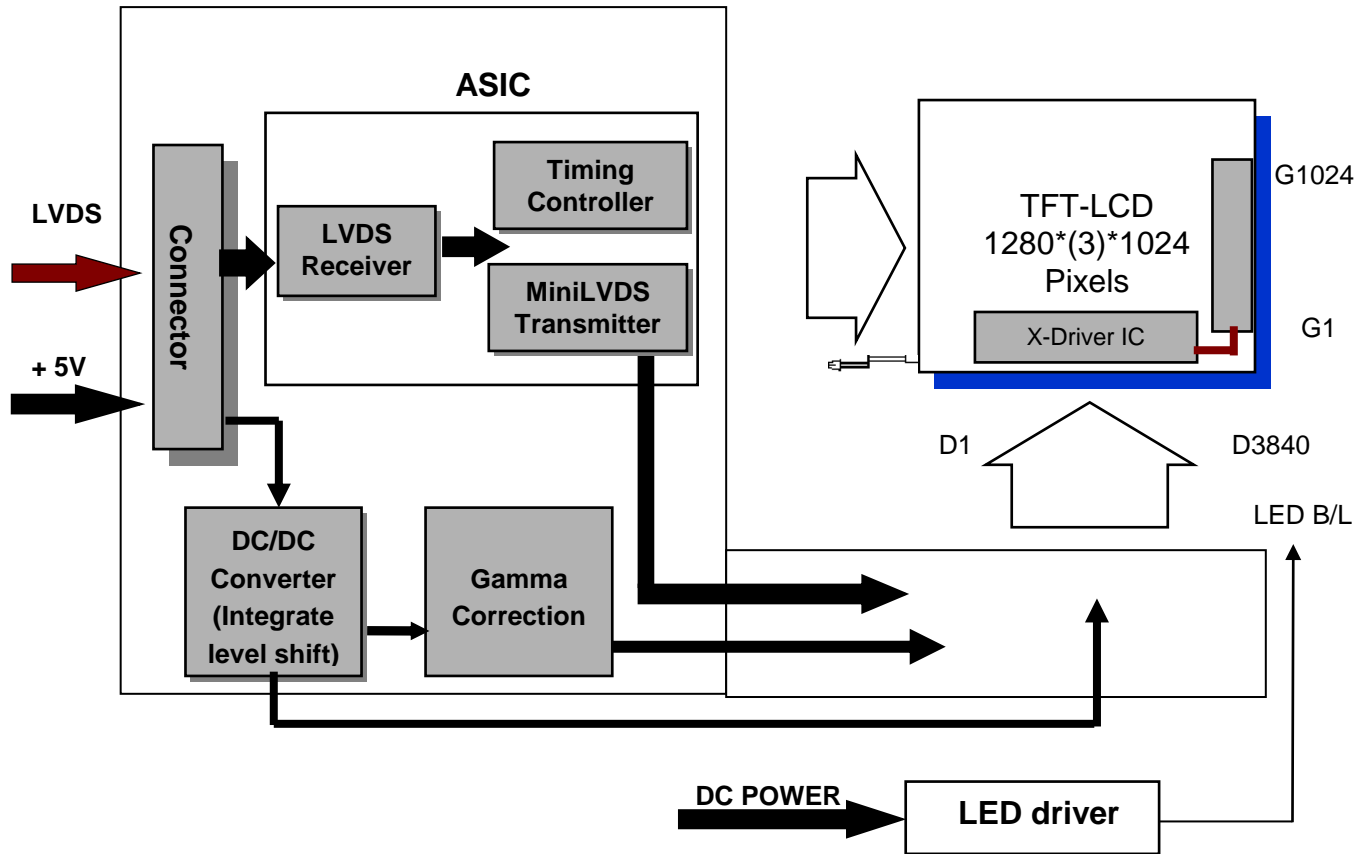 ASIC
LVDS
+ 5V
Connector
LVDS
Receiver
Timing
Controller
MiniLVDS
Transmitter
DC/DC
Converter
(Integrate
level shift)
Gamma
Correction
TFT-LCD
1280*(3)*1024
Pixels
X-Driver IC
G1024
G1
D1
D3840
LED B/L
DC POWER
LED driver